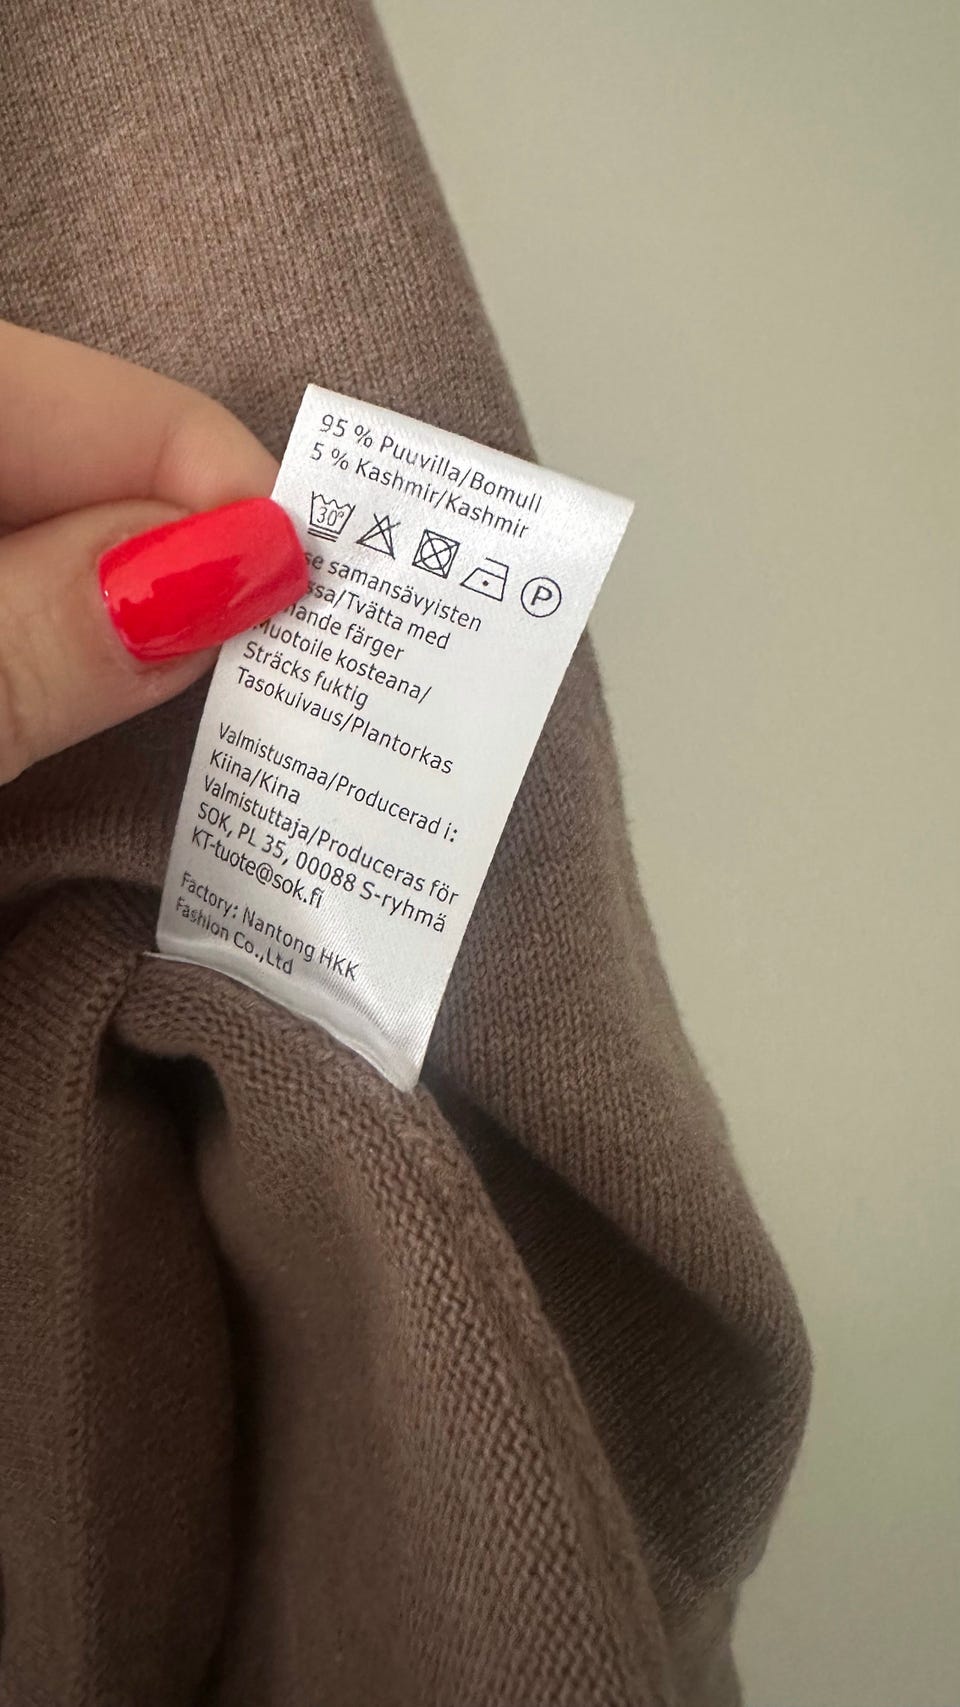 95 % Puuvilla/Bomull
5 % Kashmir/Kashmir
30° P
samansävyisten
/Tvätta med
färger
Muotoile kosteana/
Sträcks fuktig
Tasokuivaus/Plantorkas
Valmistusmaa/Producerad i:
Kiina/Kina
Valmistuttaja/Produceras för
SOK, PL 35, 00088 S-ryhmä
KT-tuote@sok.fi
Factory: Nantong HKK
Fashion Co.,Ltd